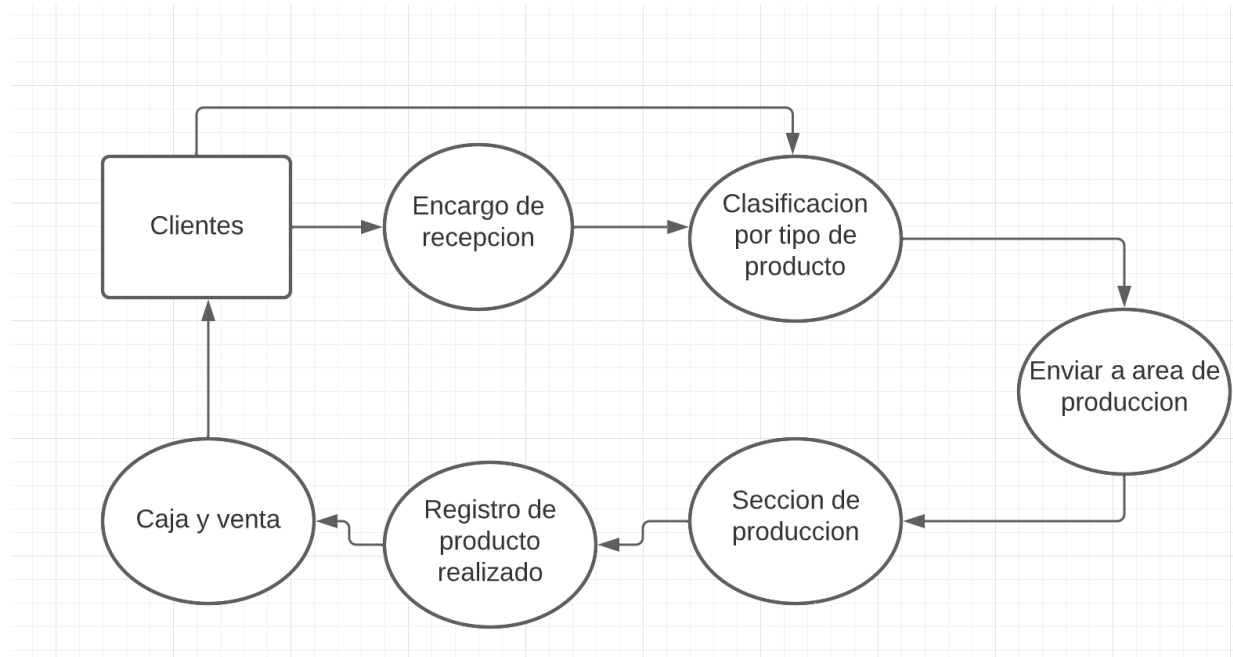 Clientes
Encargo de
recepcion
Clasificacion
por tipo de
producto
Enviar a area de
produccion
Seccion de
produccion
Registro de
producto
realizado
Caja y venta